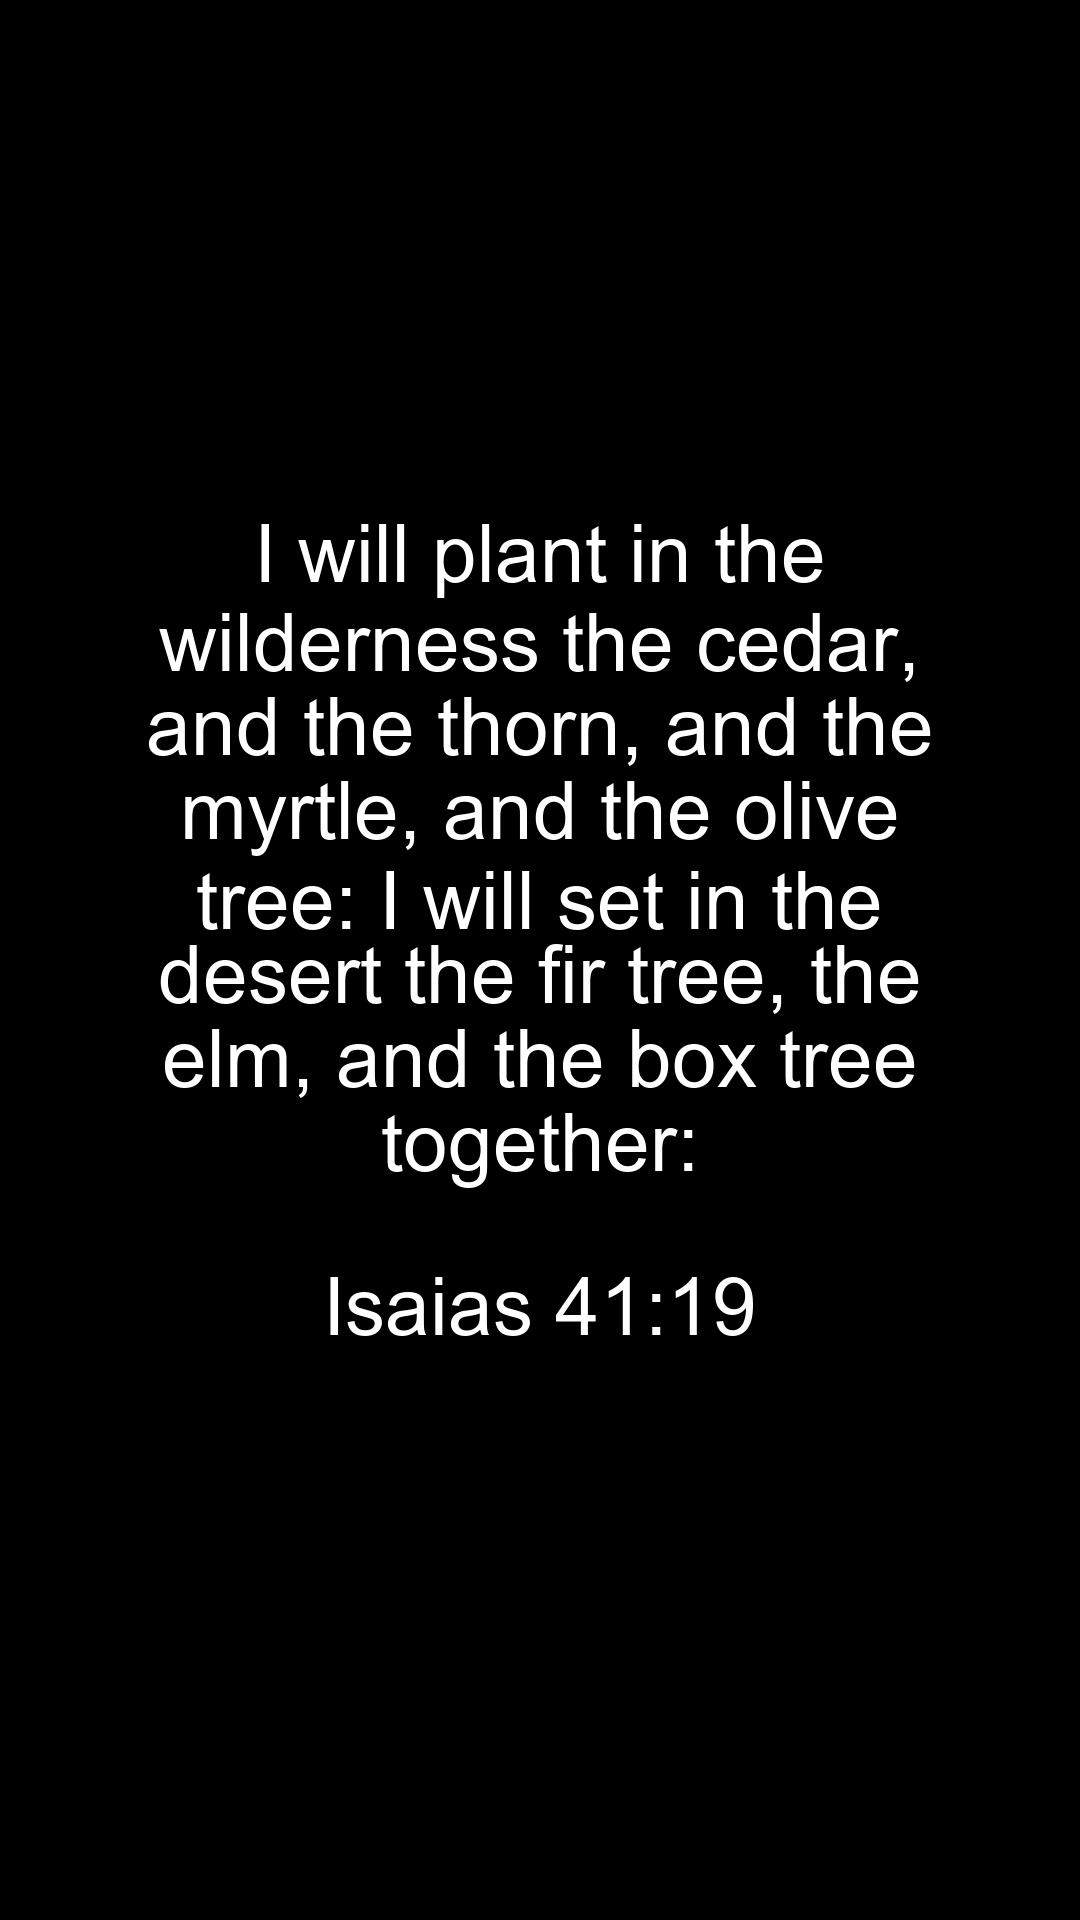 I will plant in the
wilderness the cedar,
and the thorn, and the
myrtle, and the olive
tree: I will set in the
desert the fir tree, the
elm, and the box tree
together:
Isaias 41:19